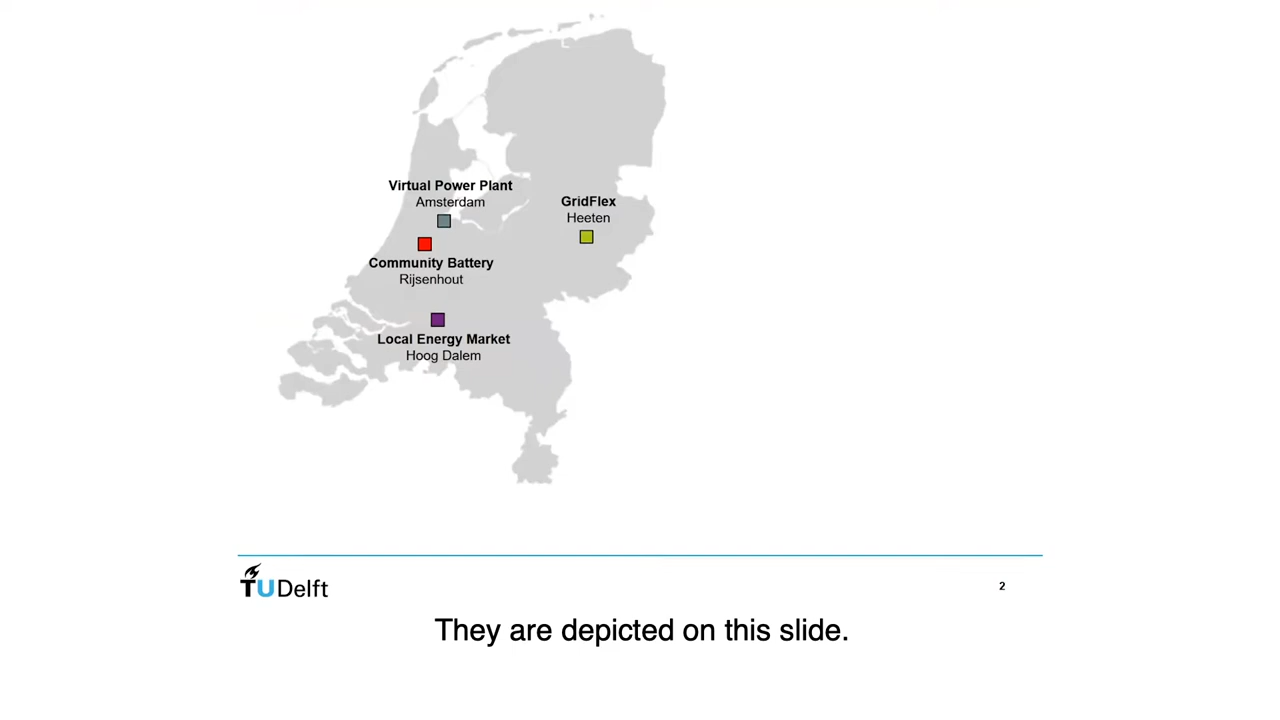 Virtual Power Plant
Amsterdam
GridFlex
Heeten
Community Battery
Rijsenhout
Local Energy Market
Hoog Dalem
TUDelft
2
They are depicted on this slide.